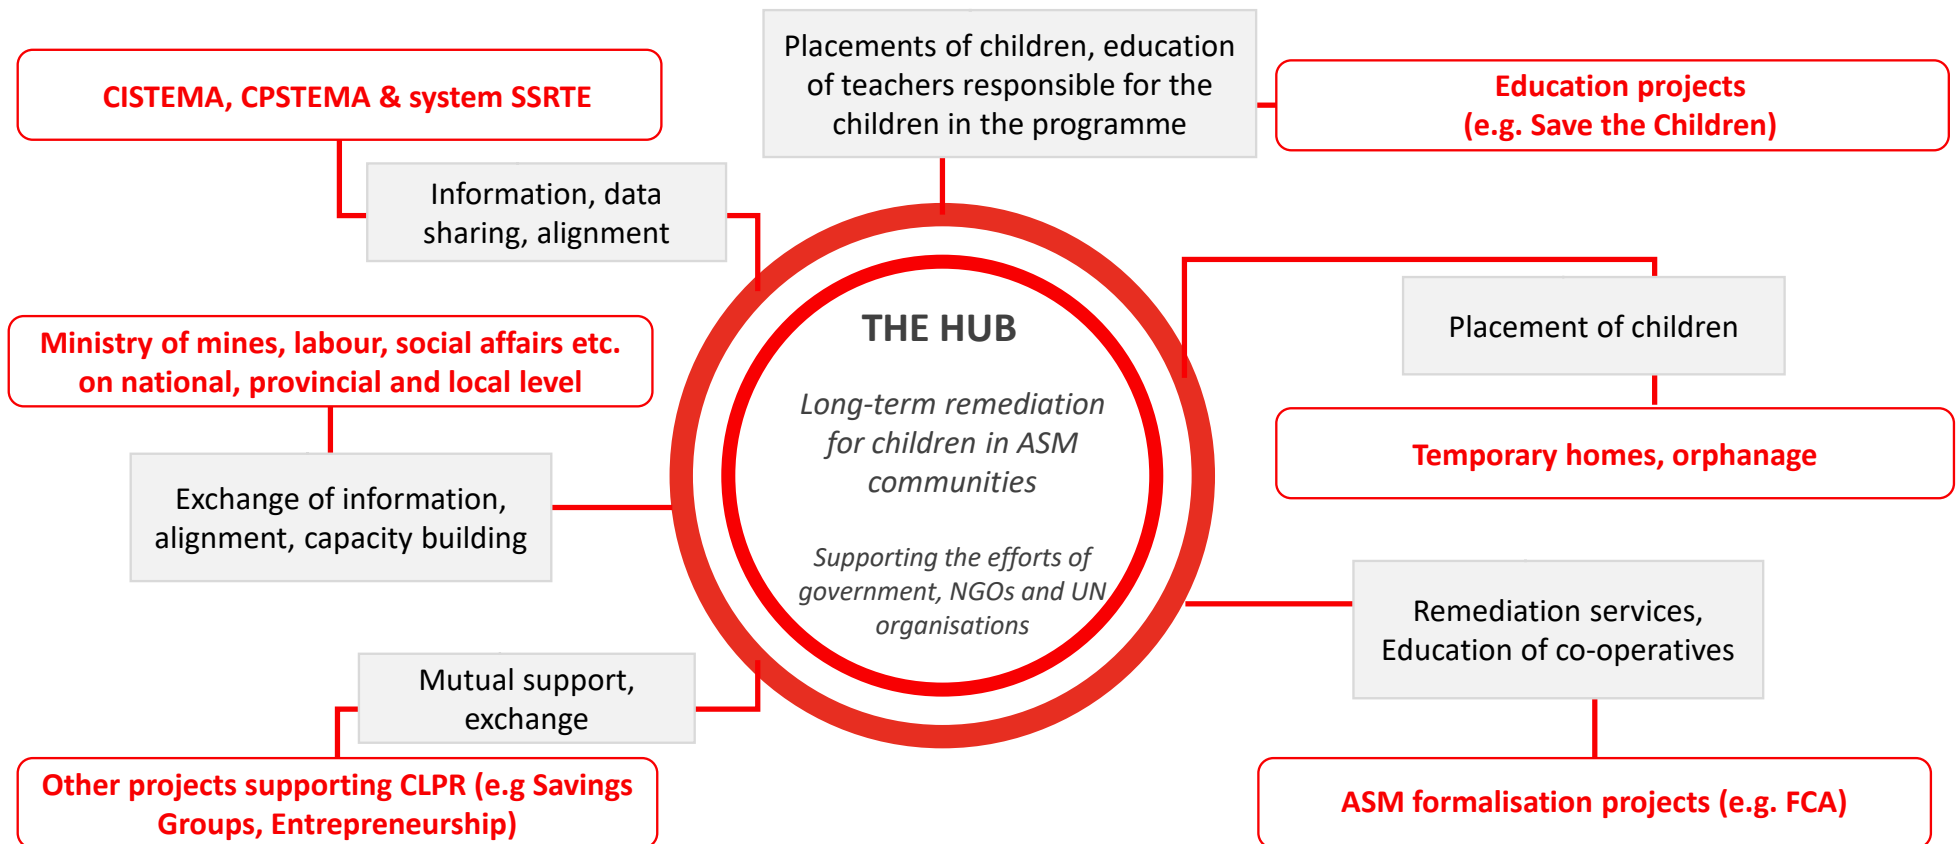 Placements of children, education
of teachers responsible for the
children in the programme
CISTEMA, CPSTEMA & system SSRTE
Education projects
(e.g. Save the Children)
Information, data
sharing, alignment
Ministry of mines, labour, social affairs etc.
on national, provincial and local level
THE HUB
Long-term remediation
for children in ASM
communities
Supporting the efforts of
government, NGOs and UN
organisations
Placement of children
Temporary homes, orphanage
Exchange of information,
alignment, capacity building
Remediation services,
Education of co-operatives
Mutual support,
exchange
Other projects supporting CLPR (e.g Savings
Groups, Entrepreneurship)
ASM formalisation projects (e.g. FCA)